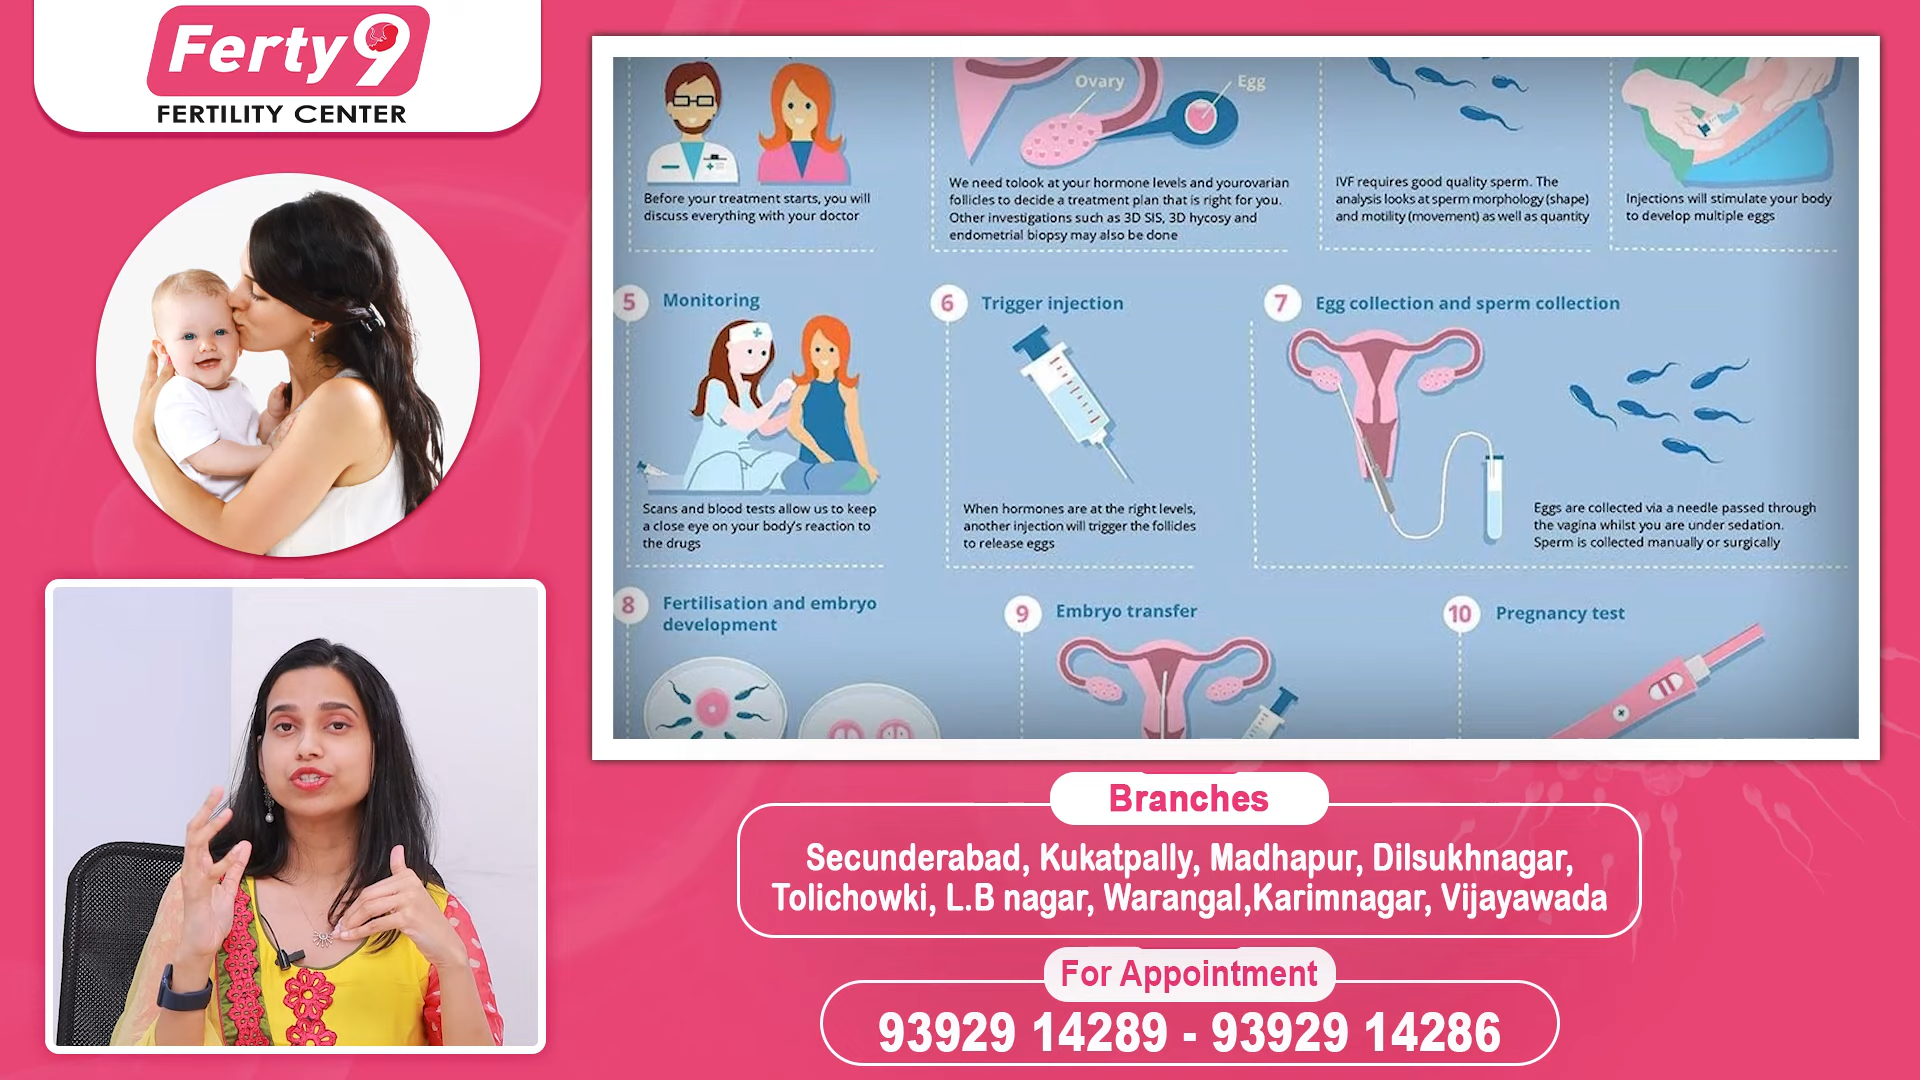 Ferty9
FERTILITY CENTER
Ovary
Egg
Before your treatment starts, you will
discuss everything with your doctor
We need tolook at your hormone levels and yourovarian
follicles to decide a treatment plan that is right for you.
Other investigations such as 3D SIS, 3D hycosy and
endometrial biopsy may also be done
IVF requires good quality sperm. The
analysis looks at sperm morphology (shape)
and motility (movement) as well as quantity
Injections will stimulate your body
to develop multiple eggs
5 Monitoring
Scans and blood tests allow us to keep
a close eye on your body's reaction to
the drugs
6 Trigger injection
When hormones are at the right levels,
another injection will trigger the follicles
to release eggs
7 Egg collection and sperm collection
Eggs are collected via a needle passed through
the vagina whilst you are under sedation.
Sperm is collected manually or surgically
8 Fertilisation and embryo
development
9 Embryo transfer
10 Pregnancy test
Branches
Secunderabad, Kukatpally, Madhapur, Dilsukhnagar,
Tolichowki, L.B nagar, Warangal,Karimnagar, Vijayawada
For Appointment
93929 14289 - 93929 14286